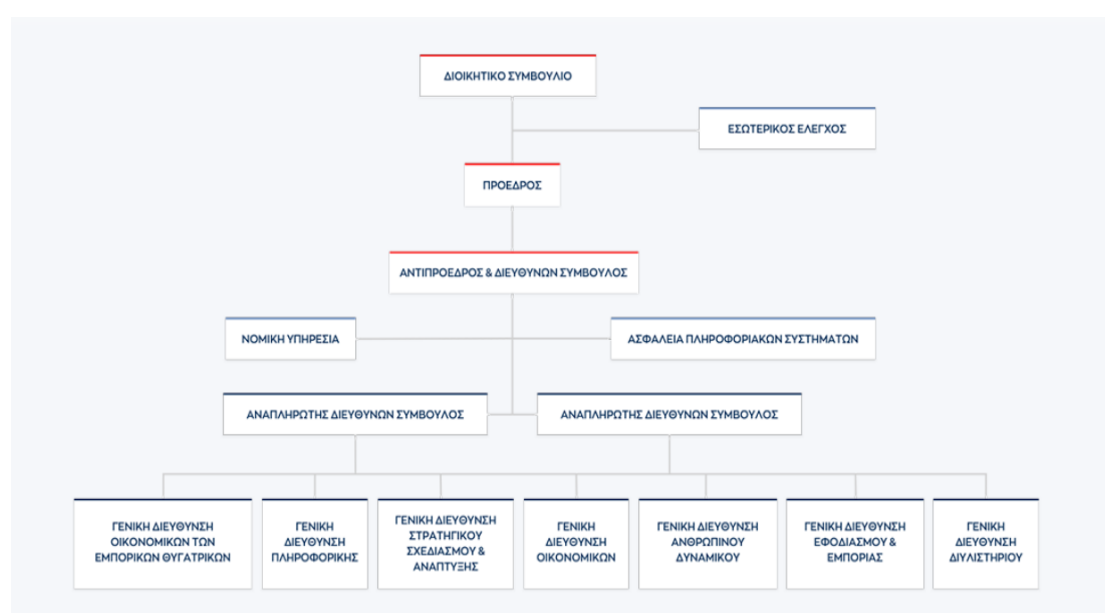 ΔΙΟΙΚΗΤΙΚΟ ΣΥΜΒΟΥΛΙΟ
ΕΣΩΤΕΡΙΚΟΣ ΕΛΕΓΧΟΣ
ΠΡΟΕΔΡΟΣ
ΑΝΤΙΠΡΟΕΔΡΟΣ & ΔΙΕΥΘΥΝΩΝ ΣΥΜΒΟΥΛΟΣ
ΝΟΜΙΚΗ ΥΠΗΡΕΣΙΑ
ΑΣΦΑΛΕΙΑ ΠΛΗΡΟΦΟΡΙΑΚΩΝ ΣΥΣΤΗΜΑΤΩΝ
ΑΝΑΠΛΗΡΩΤΗΣ ΔΙΕΥΘΥΝΩΝ ΣΥΜΒΟΥΛΟΣ
ΑΝΑΠΛΗΡΩΤΗΣ ΔΙΕΥΘΥΝΩΝ ΣΥΜΒΟΥΛΟΣ
ΓΕΝΙΚΗ ΔΙΕΥΘΥΝΣΗ
ΟΙΚΟΝΟΜΙΚΩΝ ΤΩΝ
ΕΜΠΟΡΙΚΩΝ ΘΥΓΑΤΡΙΚΩΝ
ΓΕΝΙΚΗ
ΔΙΕΥΘΥΝΣΗ
ΠΛΗΡΟΦΟΡΙΚΗΣ
ΓΕΝΙΚΗ ΔΙΕΥΘΥΝΣΗ
ΣΤΡΑΤΗΓΙΚΟΥ
ΣΧΕΔΙΑΣΜΟΥ &
ΑΝΑΠΤΥΞΗΣ
ΓΕΝΙΚΗ
ΔΙΕΥΘΥΝΣΗ
ΟΙΚΟΝΟΜΙΚΩΝ
ΓΕΝΙΚΗ ΔΙΕΥΘΥΝΣΗ
ΑΝΘΡΩΠΙΝΟΥ
ΔΥΝΑΜΙΚΟΥ
ΓΕΝΙΚΗ ΔΙΕΥΘΥΝΣΗ
ΕΦΟΔΙΑΣΜΟΥ &
ΕΜΠΟΡΙΑΣ
ΓΕΝΙΚΗ
ΔΙΕΥΘΥΝΣΗ
ΔΙΥΛΙΣΤΗΡΙΟΥ